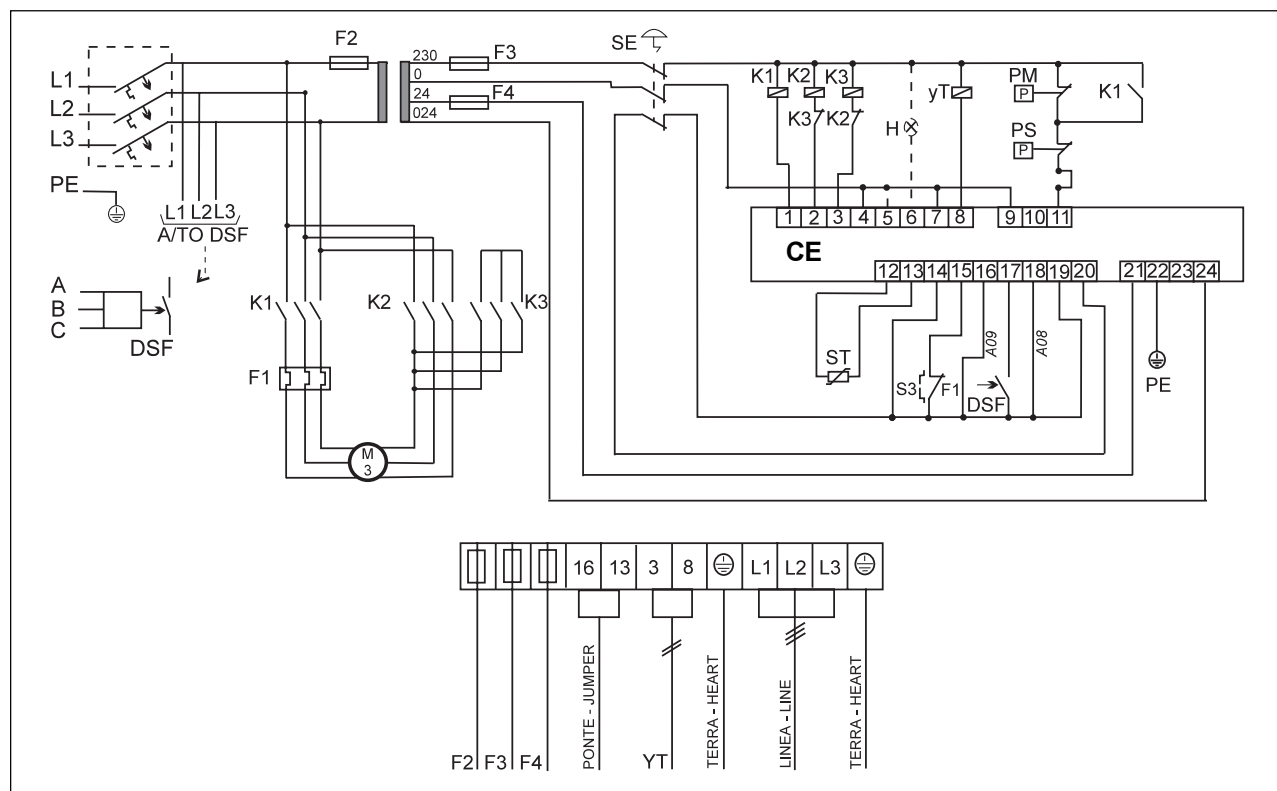 F2
230
0
24
024
F3
F4
SE
K1 K2 K3
yT
PM
P
K1
L1
L2
L3
K3 K2
H
PS
P
PE
L1 L2 L3
A/TO DSF
1 2 3 4 5 6 7 8 9 10 11
CE
12 13 14 15 16 17 18 19 20 21 22 23 24
A
B
C
DSF
K1 K2 K3
A09
A08
ST
S3 F1
DSF
PE
F1
M
3
16 13 3 8 L1 L2 L3
PONTE - JUMPER
TERRA - HEART
LINEA - LINE
TERRA - HEART
F2 F3 F4 YT